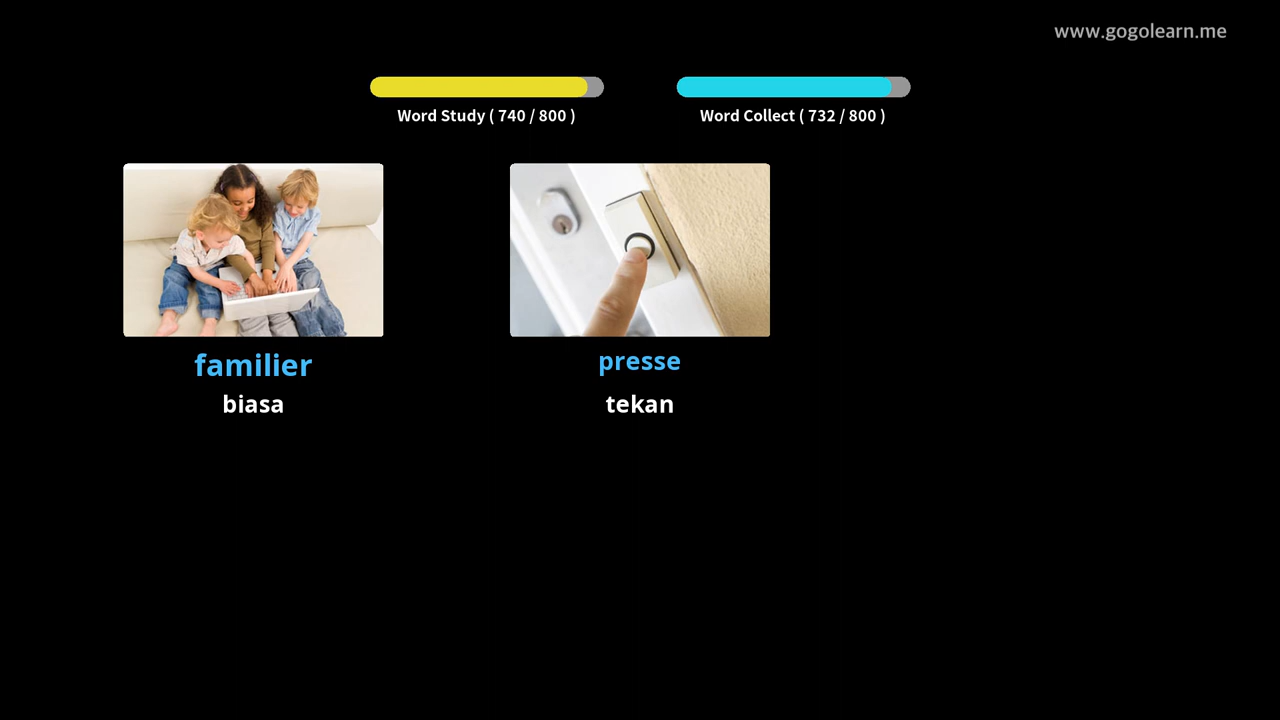 www.gogolearn.me
Word Study ( 740 / 800 )
Word Collect ( 732 / 800 )
familier
biasa
presse
tekan